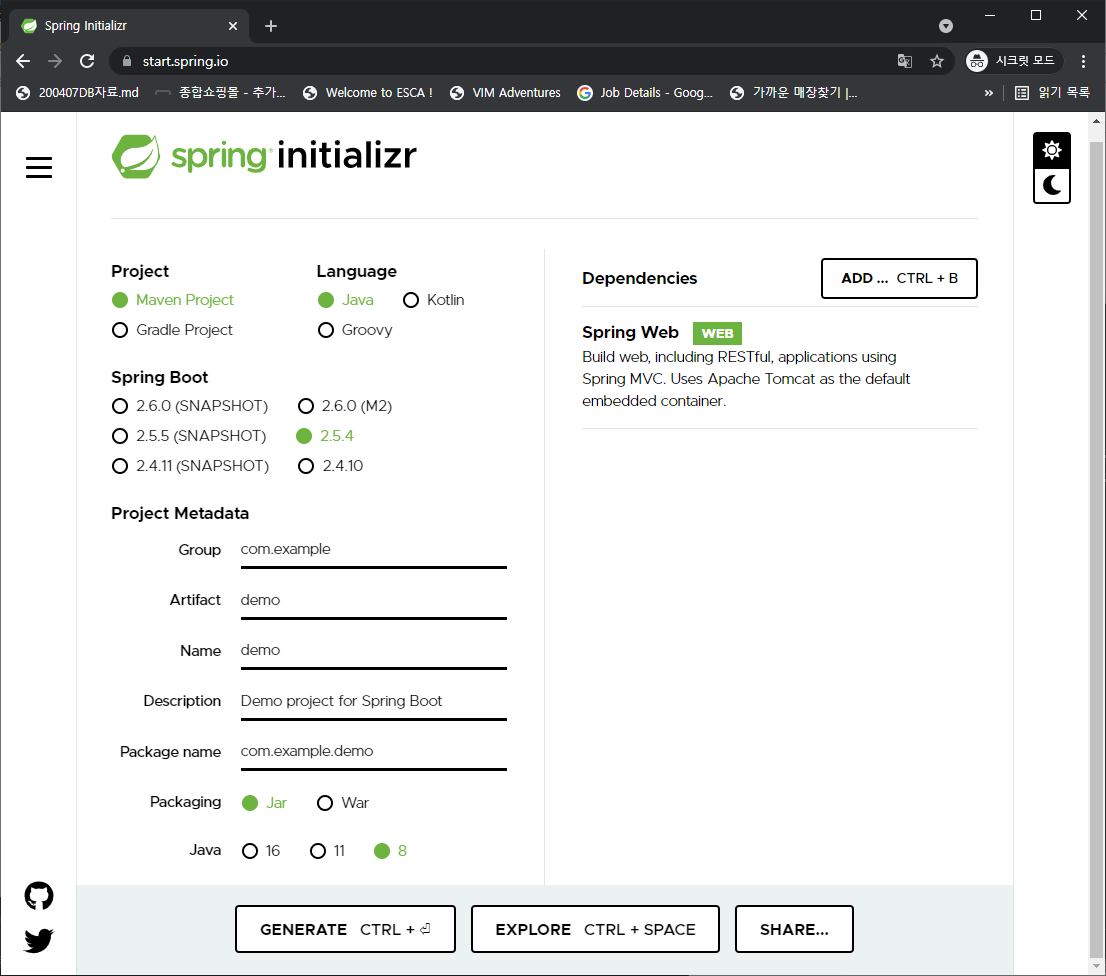 Spring Initializr
start.spring.io
시크릿 모드
200407DB자료.md
종합쇼핑몰 - 추가...
Welcome to ESCA !
VIM Adventures
Job Details - Goog...
가까운 매장찾기 |...
»
읽기 목록
spring initializr
Project
Maven Project
Gradle Project
Language
Java Kotlin
Groovy
Spring Boot
2.6.0 (SNAPSHOT) 2.6.0 (M2)
2.5.5 (SNAPSHOT) 2.5.4
2.4.11 (SNAPSHOT) 2.4.10
Project Metadata
Group com.example
Artifact demo
Name demo
Description Demo project for Spring Boot
Package name com.example.demo
Packaging Jar War
Java 16 11 8
Dependencies
ADD ... CTRL + B
Spring Web WEB
Build web, including RESTful, applications using
Spring MVC. Uses Apache Tomcat as the default
embedded container.
GENERATE CTRL + ⏎
EXPLORE CTRL + SPACE
SHARE...